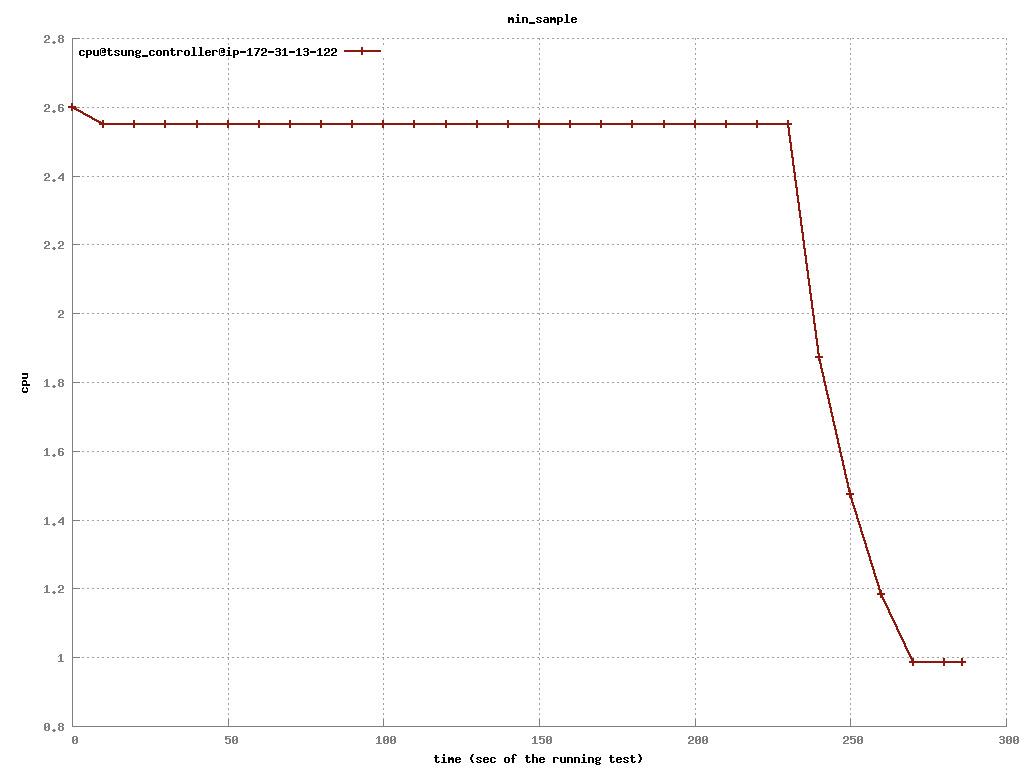 min_sample
cpu@tsung_controller@ip-172-31-13-122
2.8
2.6
2.4
2.2
2
1.8
1.6
1.4
1.2
1
0.8
cpu
0 50 100 150 200 250 300
time (sec of the running test)